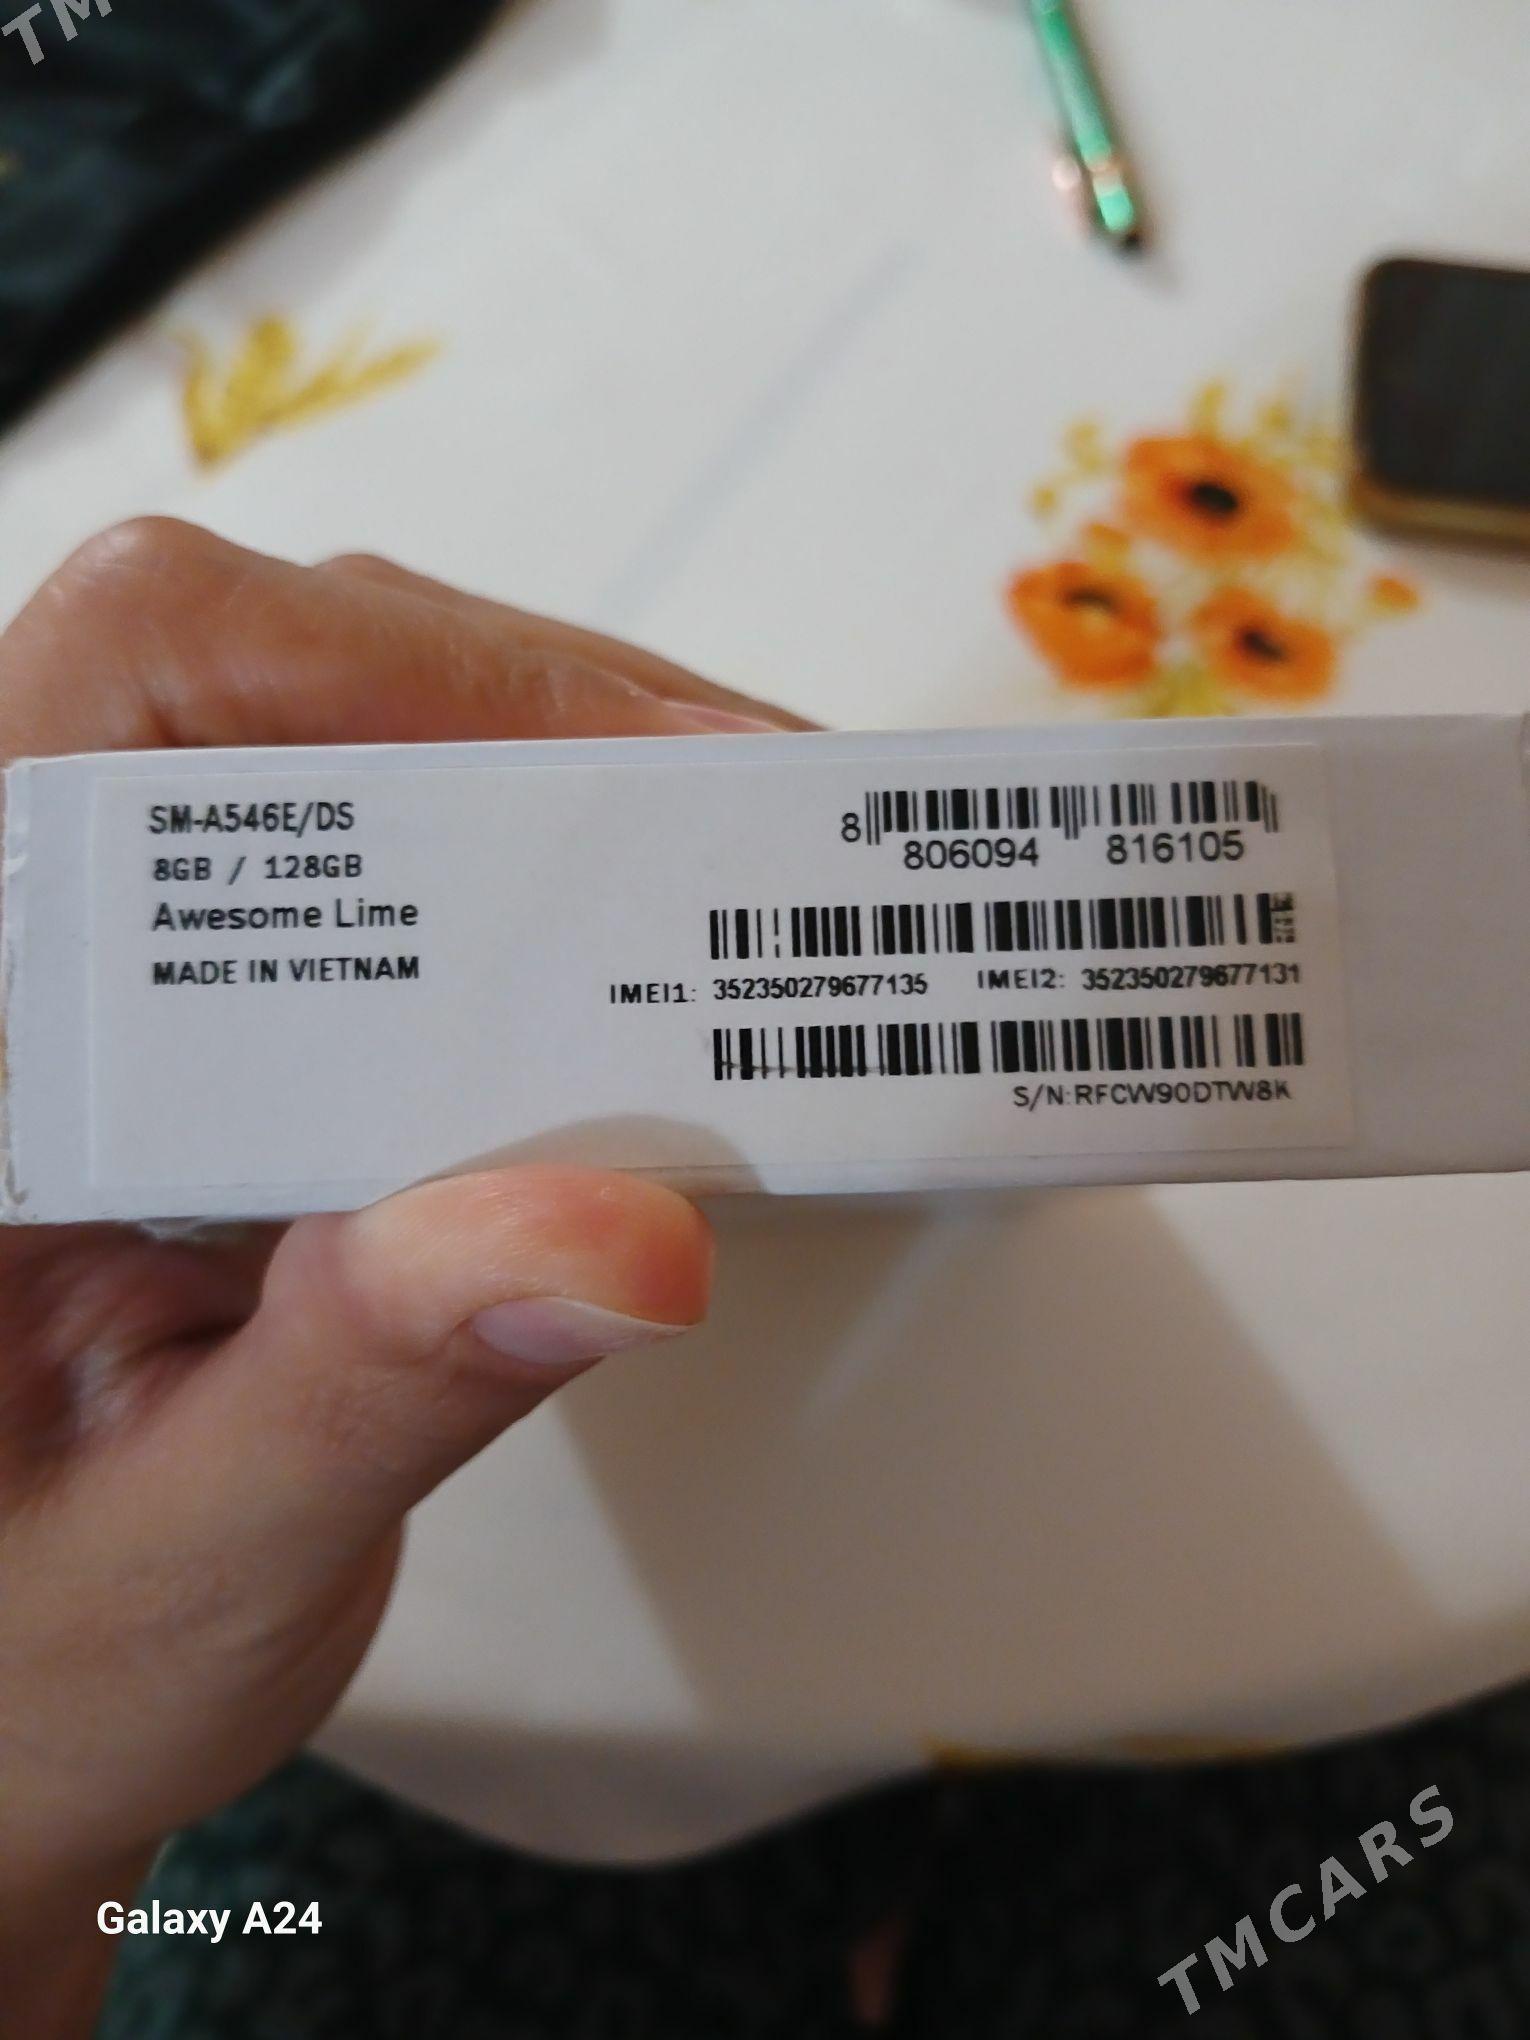 TM
SM-A546E/DS
8GB / 128GB
Awesome Lime
MADE IN VIETNAM
8 806094 816105
IMEI1: 352350279677135 IMEI2: 352350279677131
S/N:RFCW90DTW8K
Galaxy A24
TMCARS